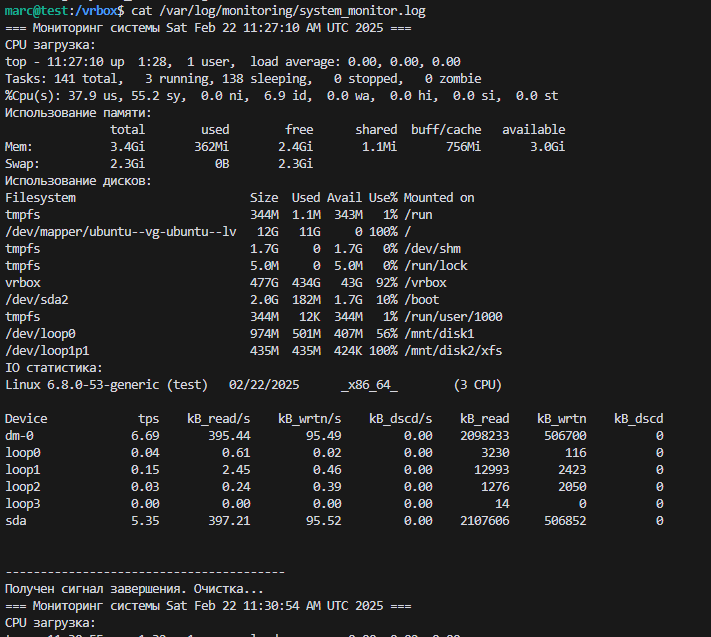 marc@test:/vrbox$ cat /var/log/monitoring/system_monitor.log
=== Мониторинг системы Sat Feb 22 11:27:10 AM UTC 2025 ===
CPU загрузка:
top - 11:27:10 up  1:28,  1 user,  load average: 0.00, 0.00, 0.00
Tasks: 141 total,   3 running, 138 sleeping,   0 stopped,   0 zombie
%Cpu(s): 37.9 us, 55.2 sy,  0.0 ni,  6.9 id,  0.0 wa,  0.0 hi,  0.0 si,  0.0 st
Использование памяти:
               total        used        free      shared  buff/cache   available
Mem:           3.4Gi       362Mi       2.4Gi       1.1Mi       756Mi       3.0Gi
Swap:          2.3Gi          0B       2.3Gi
Использование дисков:
Filesystem                         Size  Used Avail Use% Mounted on
tmpfs                              344M  1.1M  343M   1% /run
/dev/mapper/ubuntu--vg-ubuntu--lv   12G   11G     0 100% /
tmpfs                              1.7G     0  1.7G   0% /dev/shm
tmpfs                              5.0M     0  5.0M   0% /run/lock
vrbox                              477G  434G   43G  92% /vrbox
/dev/sda2                          2.0G  182M  1.7G  10% /boot
tmpfs                              344M   12K  344M   1% /run/user/1000
/dev/loop0                         974M  501M  407M  56% /mnt/disk1
/dev/loop1p1                       435M  435M  424K 100% /mnt/disk2/xfs
IO статистика:
Linux 6.8.0-53-generic (test)   02/22/2025      _x86_64_        (3 CPU)
Device             tps    kB_read/s    kB_wrtn/s    kB_dscd/s    kB_read    kB_wrtn    kB_dscd
dm-0              6.69       395.44        95.49         0.00    2098233     506700          0
loop0             0.04         0.61         0.02         0.00       3230        116          0
loop1             0.15         2.45         0.46         0.00      12993       2423          0
loop2             0.03         0.24         0.39         0.00       1276       2050          0
loop3             0.00         0.00         0.00         0.00         14          0          0
sda               5.35       397.21        95.52         0.00    2107606     506852          0
----------------------------------------
Получен сигнал завершения. Очистка...
=== Мониторинг системы Sat Feb 22 11:30:54 AM UTC 2025 ===
CPU загрузка: